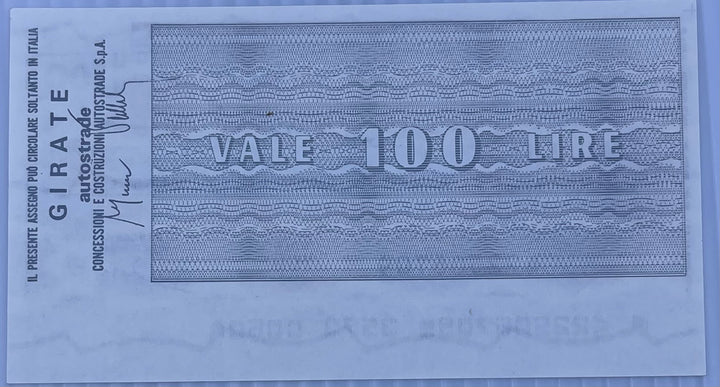 IL PRESENTE ASSEGNO PUÒ CIRCOLARE SOLTANTO IN ITALIA
GIRATE
autostrade
CONCESSIONI E COSTRUZIONI AUTOSTRADE S.p.A.
VALE 100 LIRE